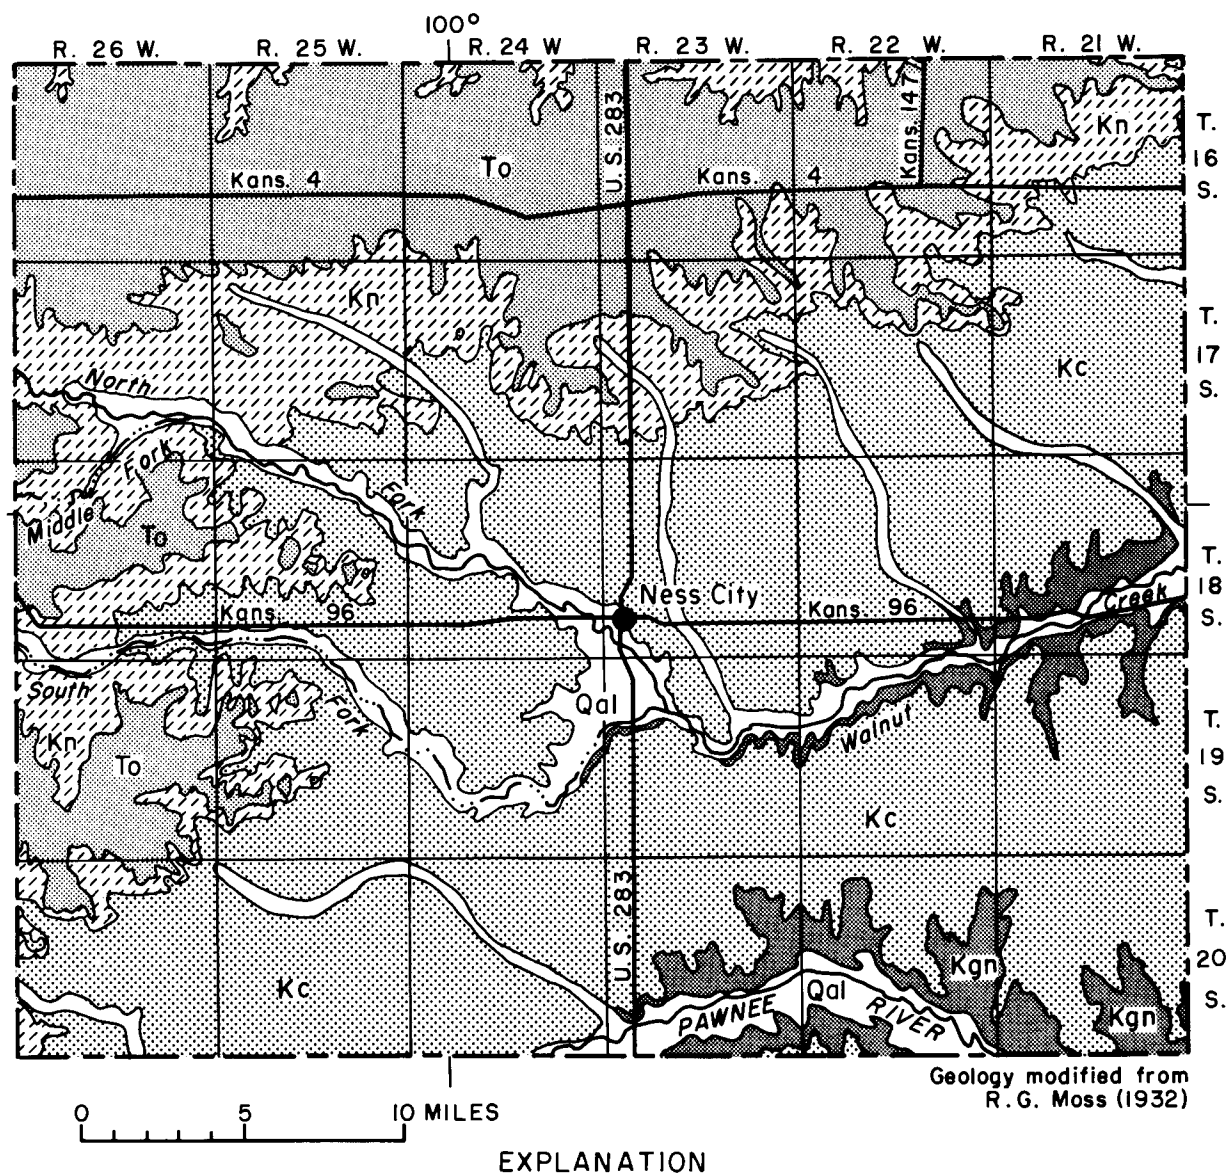 100°
R. 26 W.
R. 25 W.
R. 24 W
R. 23 W.
R. 22 W.
R. 21 W.
T.
16
S.
U.S. 283
Kans. 147
Kn
To
Kans. 4
Kans. 4
Kn
T.
17
S.
Kc
North
Fork
Middle
Fork
To
T.
18
S.
Ness City
Kans. 96
Kans. 96
Creek
South
Fork
Qal
Walnut
Kn
To
T.
19
S.
Kc
U.S. 283
T.
20
S.
Kc
Kgn
Qal
PAWNEE
RIVER
Kgn
Geology modified from
R.G. Moss (1932)
0 5 10 MILES
EXPLANATION